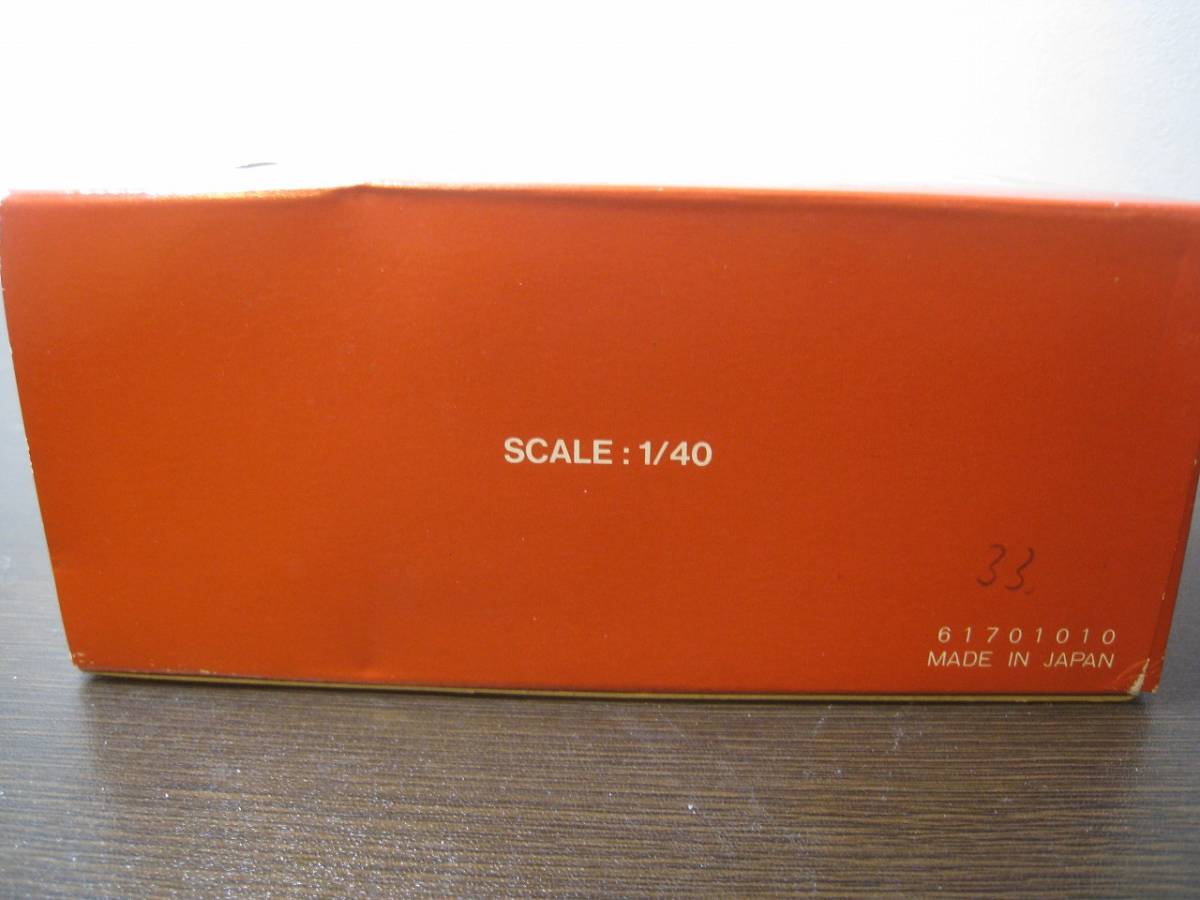 SCALE : 1/40
33.
61701010
MADE IN JAPAN